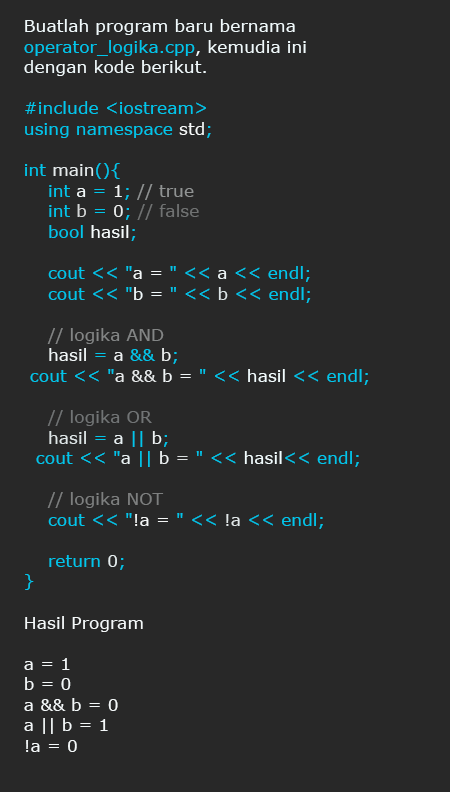 Buatlah program baru bernama
operator_logika.cpp, kemudia ini
dengan kode berikut.
#include <iostream>
using namespace std;
int main(){
int a = 1; // true
int b = 0; // false
bool hasil;
cout << "a = " << a << endl;
cout << "b = " << b << endl;
// logika AND
hasil = a && b;
cout << "a && b = " << hasil << endl;
// logika OR
hasil = a || b;
cout << "a || b = " << hasil<< endl;
// logika NOT
cout << "!a = " << !a << endl;
return 0;
}
Hasil Program
a = 1
b = 0
a && b = 0
a || b = 1
!a = 0